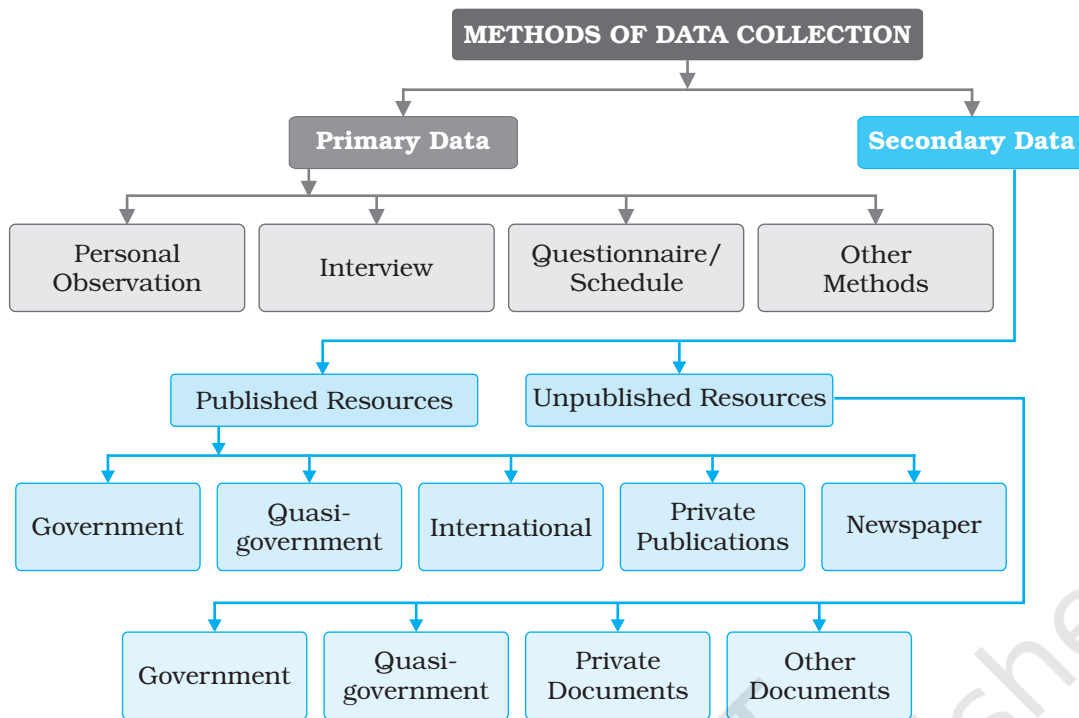 METHODS OF DATA COLLECTION
Primary Data
Secondary Data
Personal
Observation
Interview
Questionnaire/
Schedule
Other
Methods
Published Resources
Unpublished Resources
Government
Quasi-
government
International
Private
Publications
Newspaper
Government
Quasi-
government
Private
Documents
Other
Documents